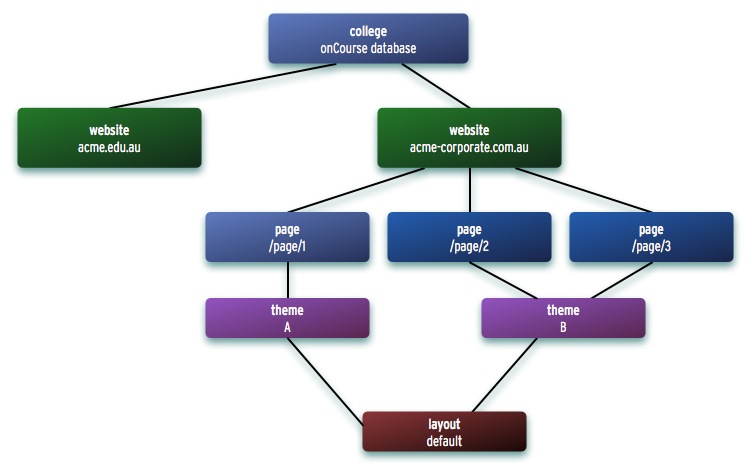 college
onCourse database
website
acme.edu.au
website
acme-corporate.com.au
page
/page/1
page
/page/2
page
/page/3
theme
A
theme
B
layout
default